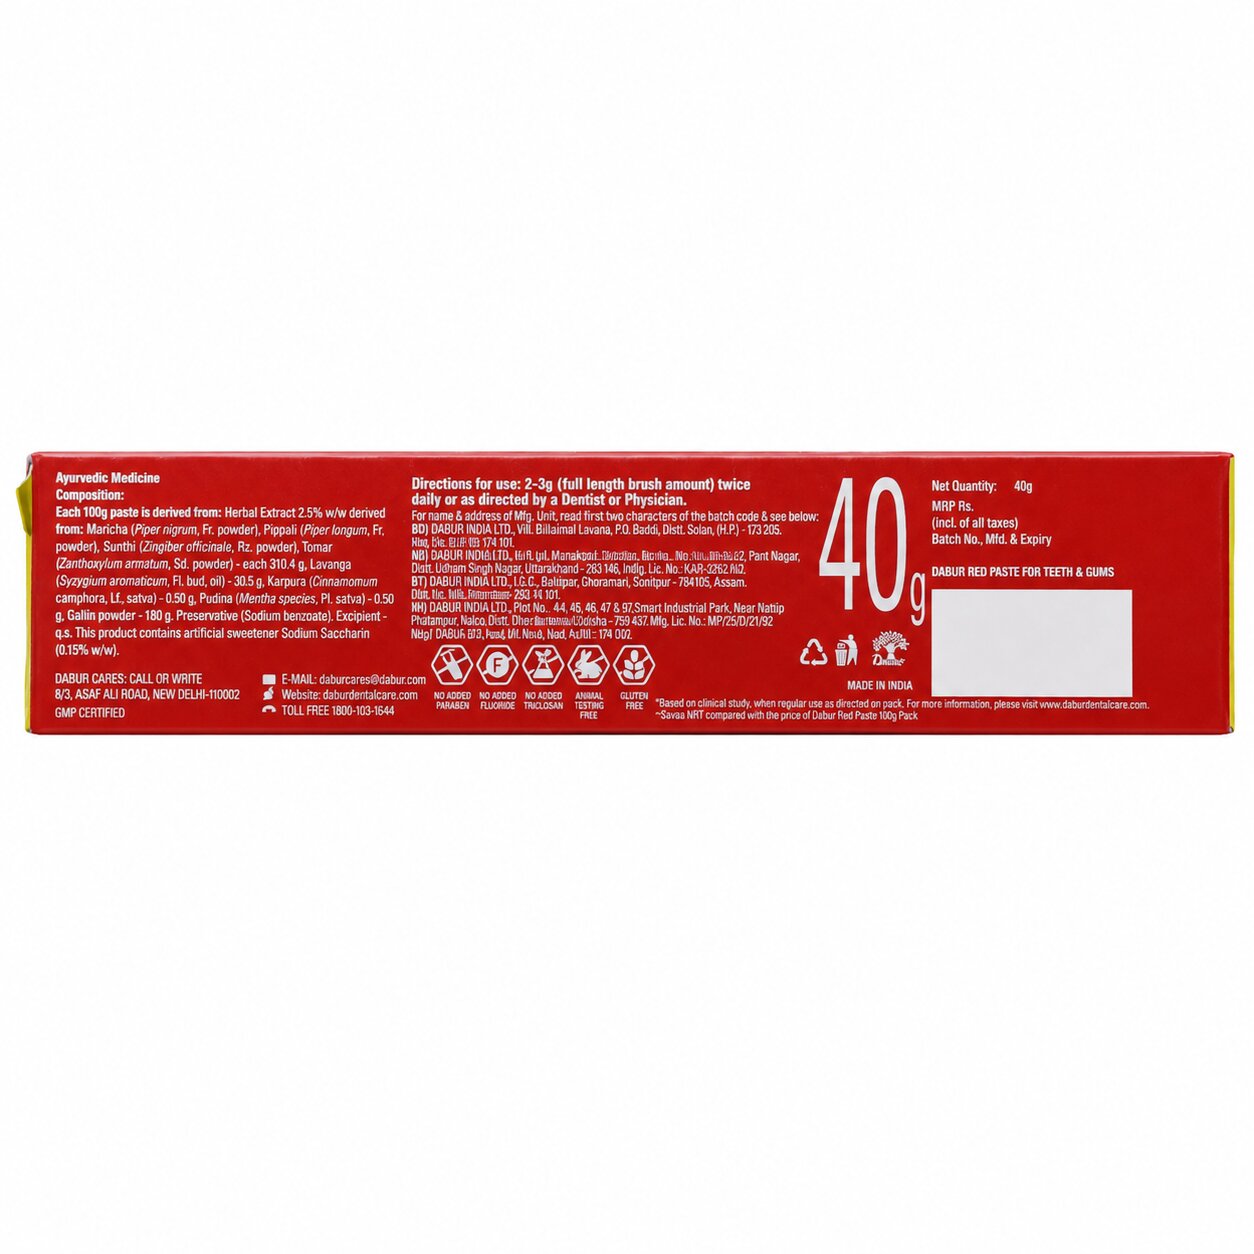 Ayurvedic Medicine
Composition:
Each 100g paste is derived from: Herbal Extract 2.5% w/w derived
from: Maricha (Piper nigrum, Fr. powder), Pippali (Piper longum, Fr,
powder), Sunthi (Zingiber officinale, Rz. powder), Tomar
(Zanthoxylum armatum, Sd. powder) - each 310.4 g, Lavanga
(Syzygium aromaticum, Fl. bud, oil) - 30.5 g, Karpura (Cinnamomum
camphora, Lf., satva) - 0.50 g, Pudina (Mentha species, Pl. satva) - 0.50
g, Galiin powder - 180 g. Preservative (Sodium benzoate). Excipient -
q.s. This product contains artificial sweetener Sodium Saccharin
(0.15% w/w).
DABUR CARES: CALL OR WRITE
8/3, ASAF ALI ROAD, NEW DELHI-110002
GMP CERTIFIED
E-MAIL: daburcares@dabur.com
Website: daburdentalcare.com
TOLL FREE 1800-103-1644
Directions for use: 2-3g (full length brush amount) twice
daily or as directed by a Dentist or Physician.
For name & address of Mfg. Unit, read first two characters of the batch code & see below:
BD) DABUR INDIA LTD., Vill. Billaimal Lavana, P.O. Baddi, Distt. Solan, (H.P.) - 173 205.
174 101.
NB) DABUR INDIA LTD., Pant Nagar,
Distt. Udham Singh Nagar, Uttarakhand - 263 146, Indlg. Lic. No.:
BT) DABUR INDIA LTD., I.G.C., Balitpar, Ghoramari, Sonitpur - 784105, Assam.
101.
MH) DABUR INDIA LTD., Plot No.. 44, 45, 46, 47 & 97,Smart Industrial Park, Near Nattip
Phatampur, Nalco, Distt. - 759 437. Mfg. Lic. No.: MP/25/D/21/92
DABUR 174 002.
NO ADDED PARABEN
NO ADDED FLUORIDE
NO ADDED TRICLOSAN
ANIMAL TESTING FREE
GLUTEN FREE
40g
Net Quantity: 40g
MRP Rs.
(incl. of all taxes)
Batch No., Mfd. & Expiry
DABUR RED PASTE FOR TEETH & GUMS
MADE IN INDIA
*Based on clinical study, when regular use as directed on pack. For more information, please visit www.daburdentalcare.com.
~Savaa NRT compared with the price of Dabur Red Paste 100g Pack